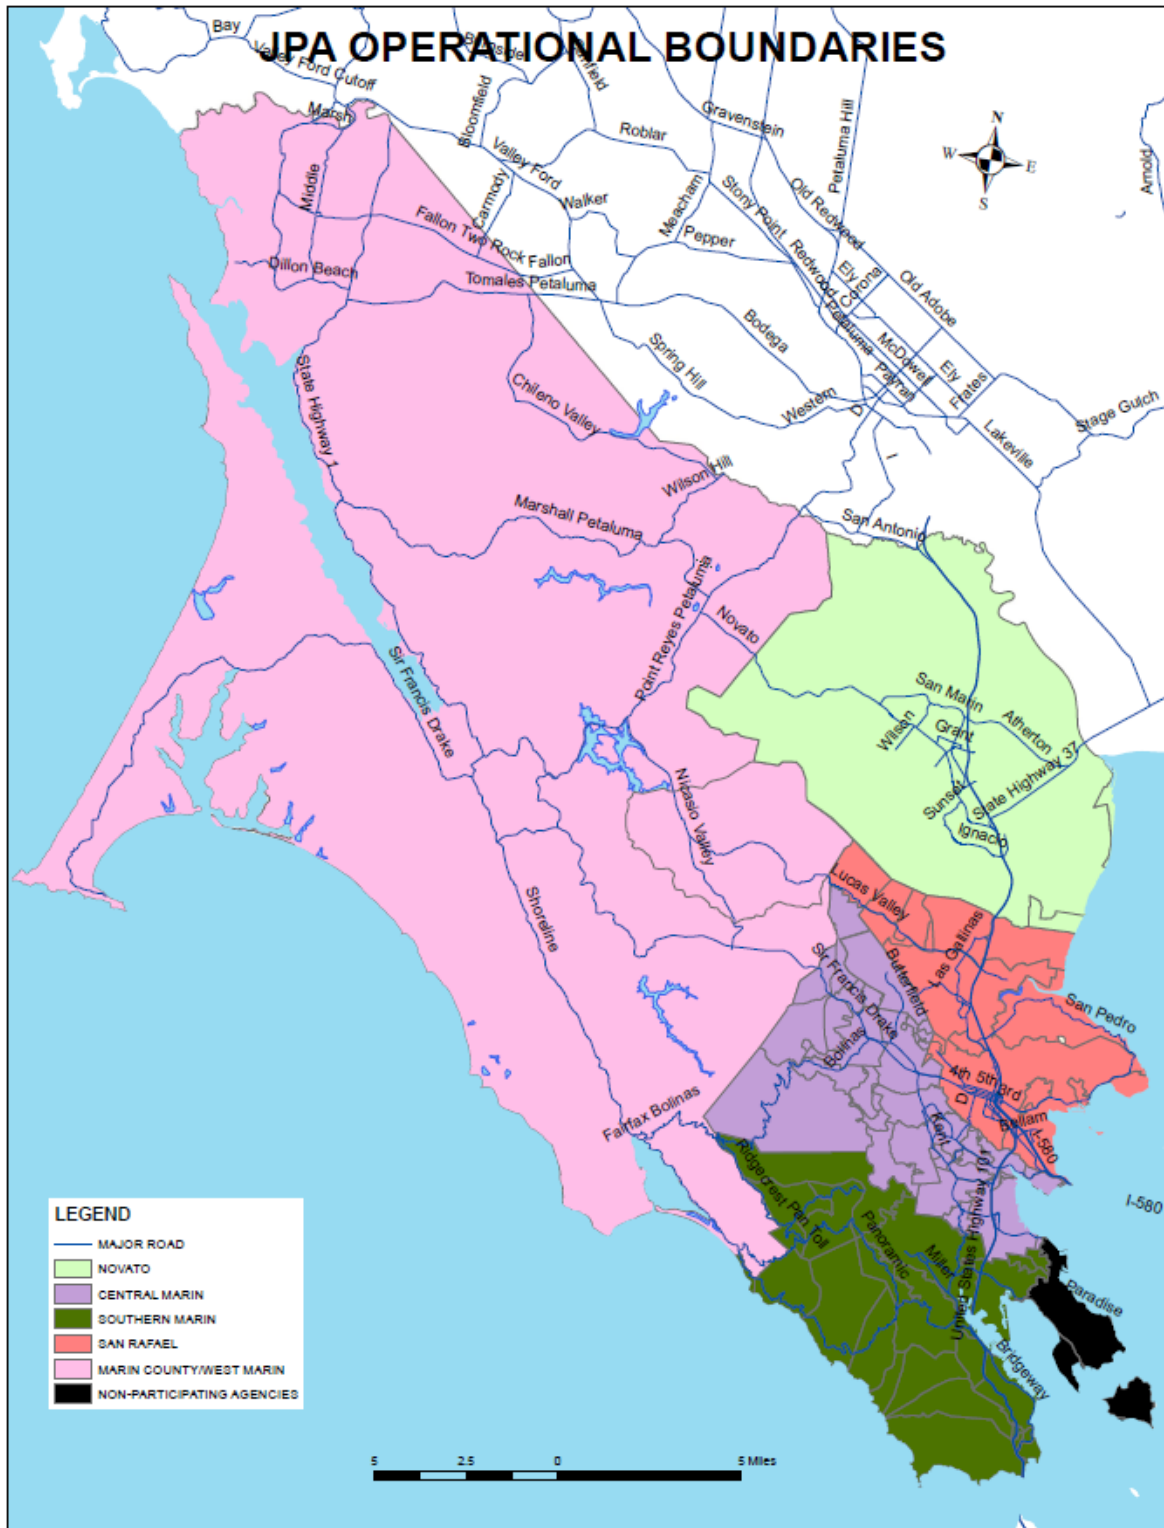 JPA OPERATIONAL BOUNDARIES
Bay
Valley Ford Cutoff
Marsh
Bloomfield
Roblar
Gravenstein
Petaluma Hill
Arnold
N
W
E
S
Middle
Valley Ford
Carmody
Walker
Meacham
Stony Point
Old Redwood
Fallon Two Rock
Fallon
Pepper
Redwood
Ely
Corona
Old Adobe
Dillon Beach
Tomales Petaluma
Petaluma
Bodega
McDowell
Ely
Payran
Frates
Spring Hill
State Highway 1
Chileno Valley
Western
D
Lakeville
Stage Gulch
I
Wilson Hill
Marshall Petaluma
San Antonio
Point Reyes Petaluma
Novato
Sir Francis Drake
San Marin
Wilson
Grant
Atherton
State Highway 37
Sunset
Ignacio
Nicasio Valley
Lucas Valley
Shoreline
Las Gallinas
Butterfield
Sir Francis Drake
San Pedro
Bolinas
4th
5th
3rd
D
Bellam
Kent
I-580
I-580
Fairfax Bolinas
Ridgecrest
Pan Toll
Panoramic
Miller
United States Highway 101
Paradise
Bridgeway
LEGEND
MAJOR ROAD
NOVATO
CENTRAL MARIN
SOUTHERN MARIN
SAN RAFAEL
MARIN COUNTY/WEST MARIN
NON-PARTICIPATING AGENCIES
5 2.5 0 5 Miles